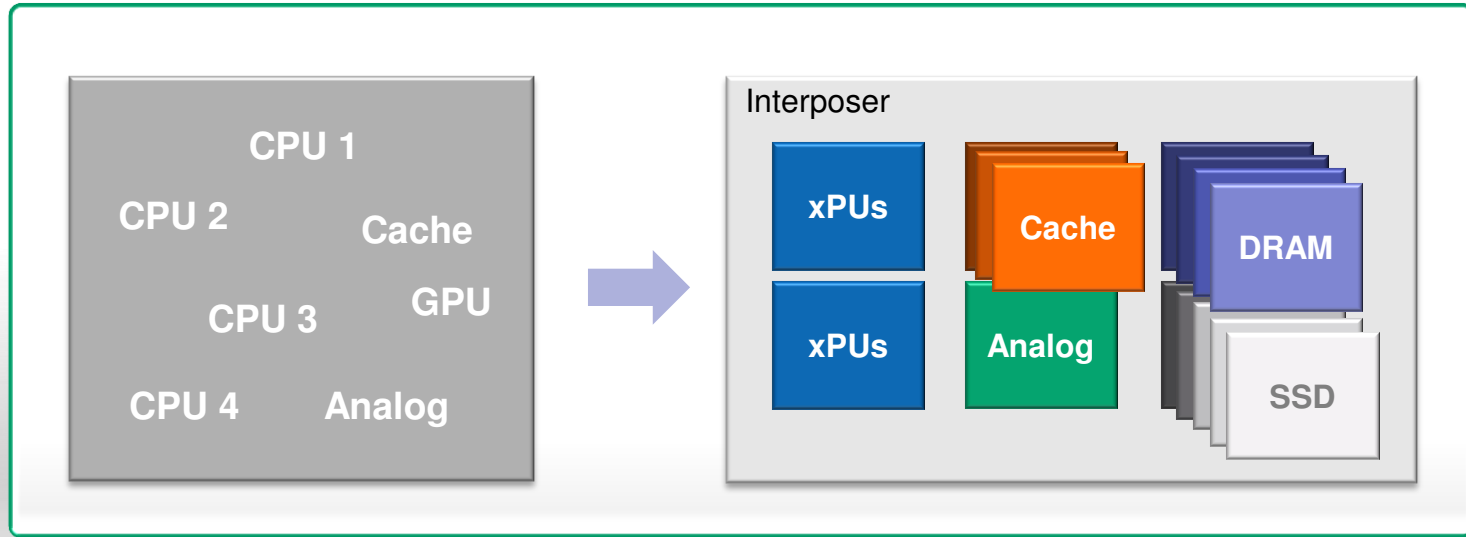 CPU 1
CPU 2
Cache
GPU
CPU 3
CPU 4
Analog
Interposer
xPUs
Cache
DRAM
xPUs
Analog
SSD